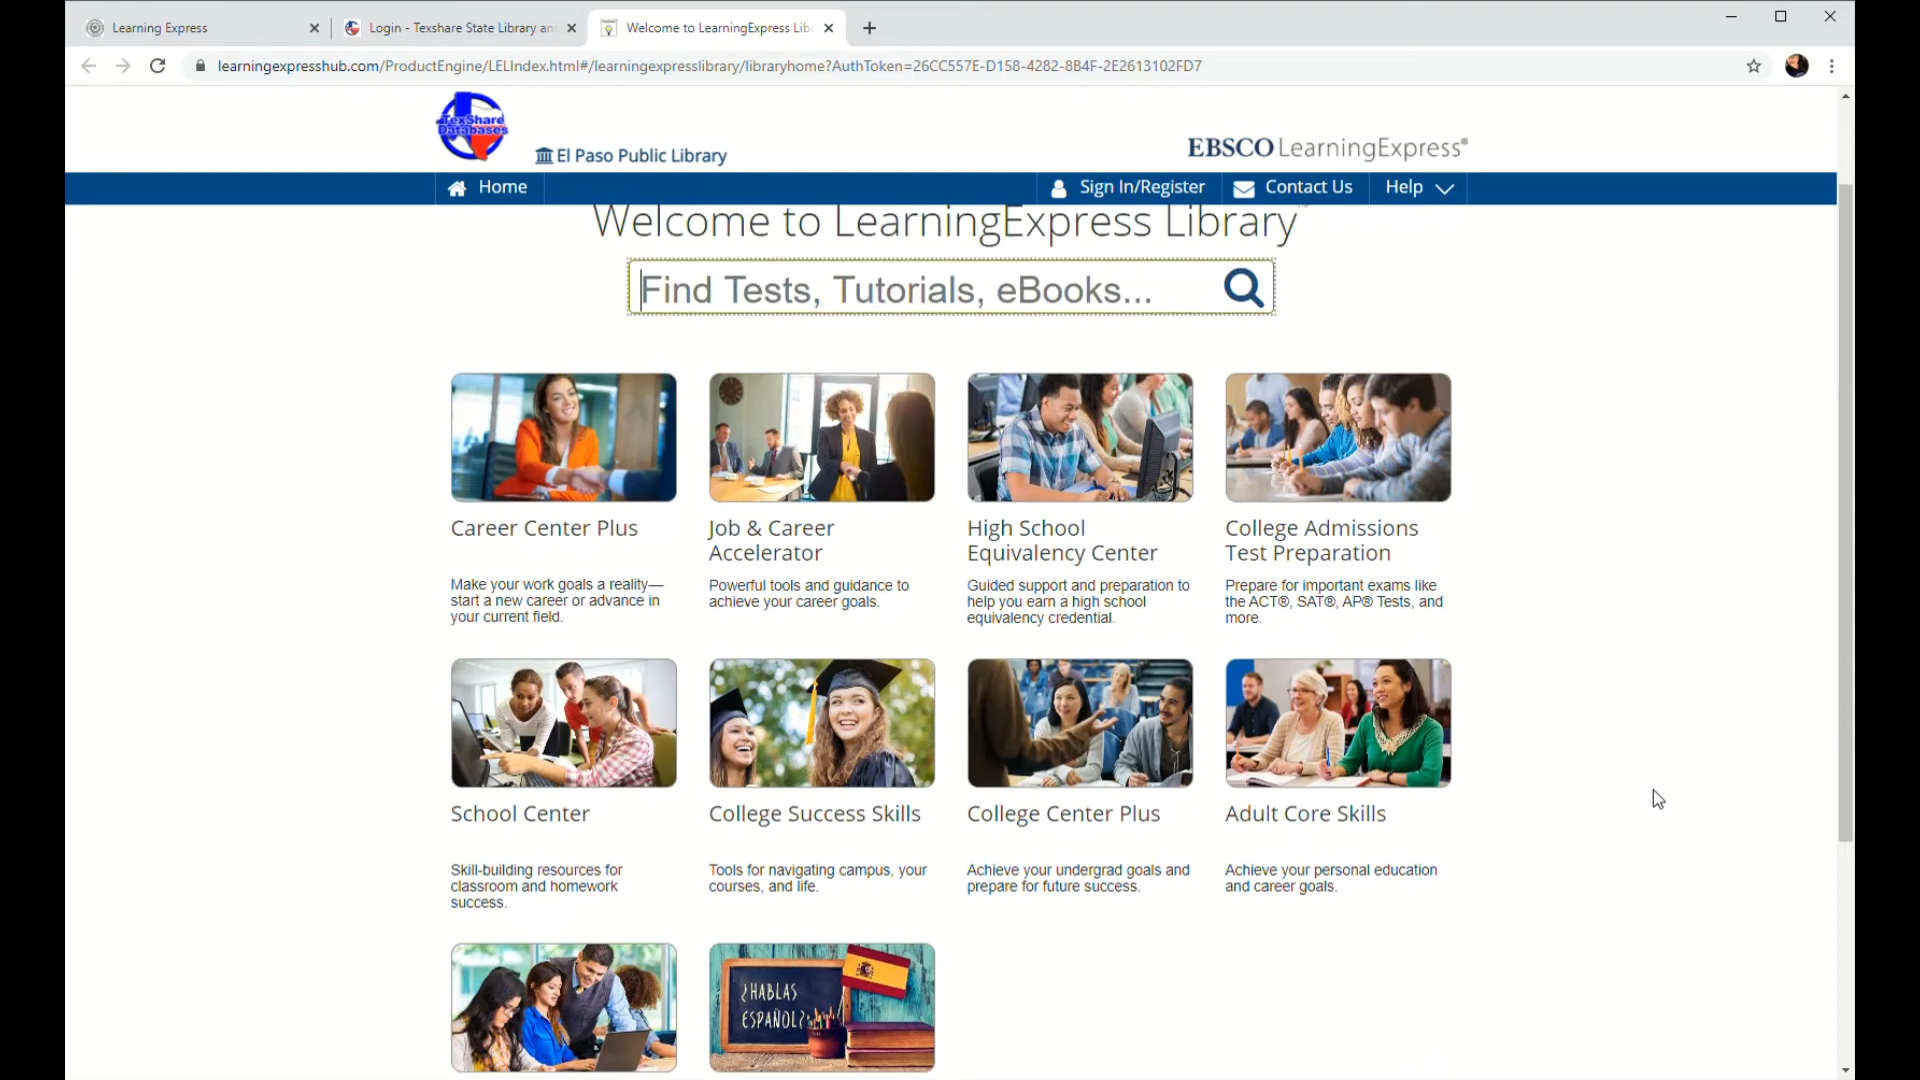 Learning Express
Login - Texshare State Library an
Welcome to LearningExpress Lib
learningexpresshub.com/ProductEngine/LELIndex.html#/learningexpresslibrary/libraryhome?AuthToken=26CC557E-D158-4282-8B4F-2E2613102FD7
TexShare
Databases
El Paso Public Library
EBSCO LearningExpress®
Home
Sign In/Register
Contact Us
Help
Welcome to LearningExpress Library
Find Tests, Tutorials, eBooks...
Career Center Plus
Make your work goals a reality—
start a new career or advance in
your current field.
Job & Career
Accelerator
Powerful tools and guidance to
achieve your career goals.
High School
Equivalency Center
Guided support and preparation to
help you earn a high school
equivalency credential.
College Admissions
Test Preparation
Prepare for important exams like
the ACT®, SAT®, AP® Tests, and
more.
School Center
Skill-building resources for
classroom and homework
success.
College Success Skills
Tools for navigating campus, your
courses, and life.
College Center Plus
Achieve your undergrad goals and
prepare for future success.
Adult Core Skills
Achieve your personal education
and career goals.
¿HABLAS
ESPAÑOL?